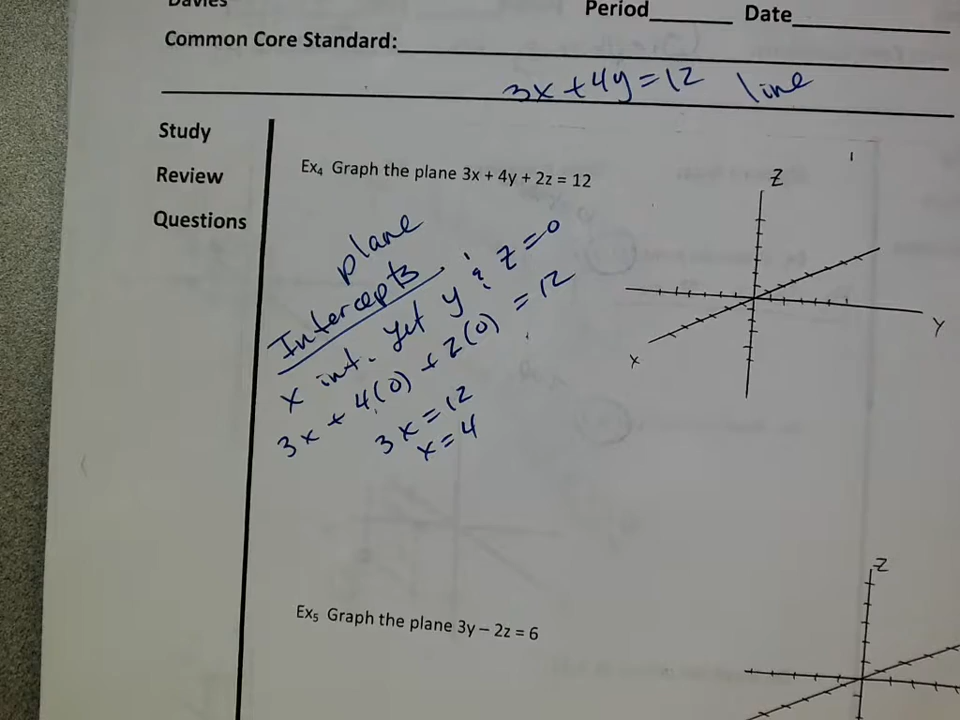 Davies
Period_______ Date_____________
Common Core Standard:
3x + 4y = 12 line
Study
Review
Questions
Ex4 Graph the plane 3x + 4y + 2z = 12
plane
Intercepts
x int. let y & z = 0
3x + 4(0) + 2(0) = 12
3x = 12
x = 4
Z
Y
X
Ex5 Graph the plane 3y – 2z = 6
Z